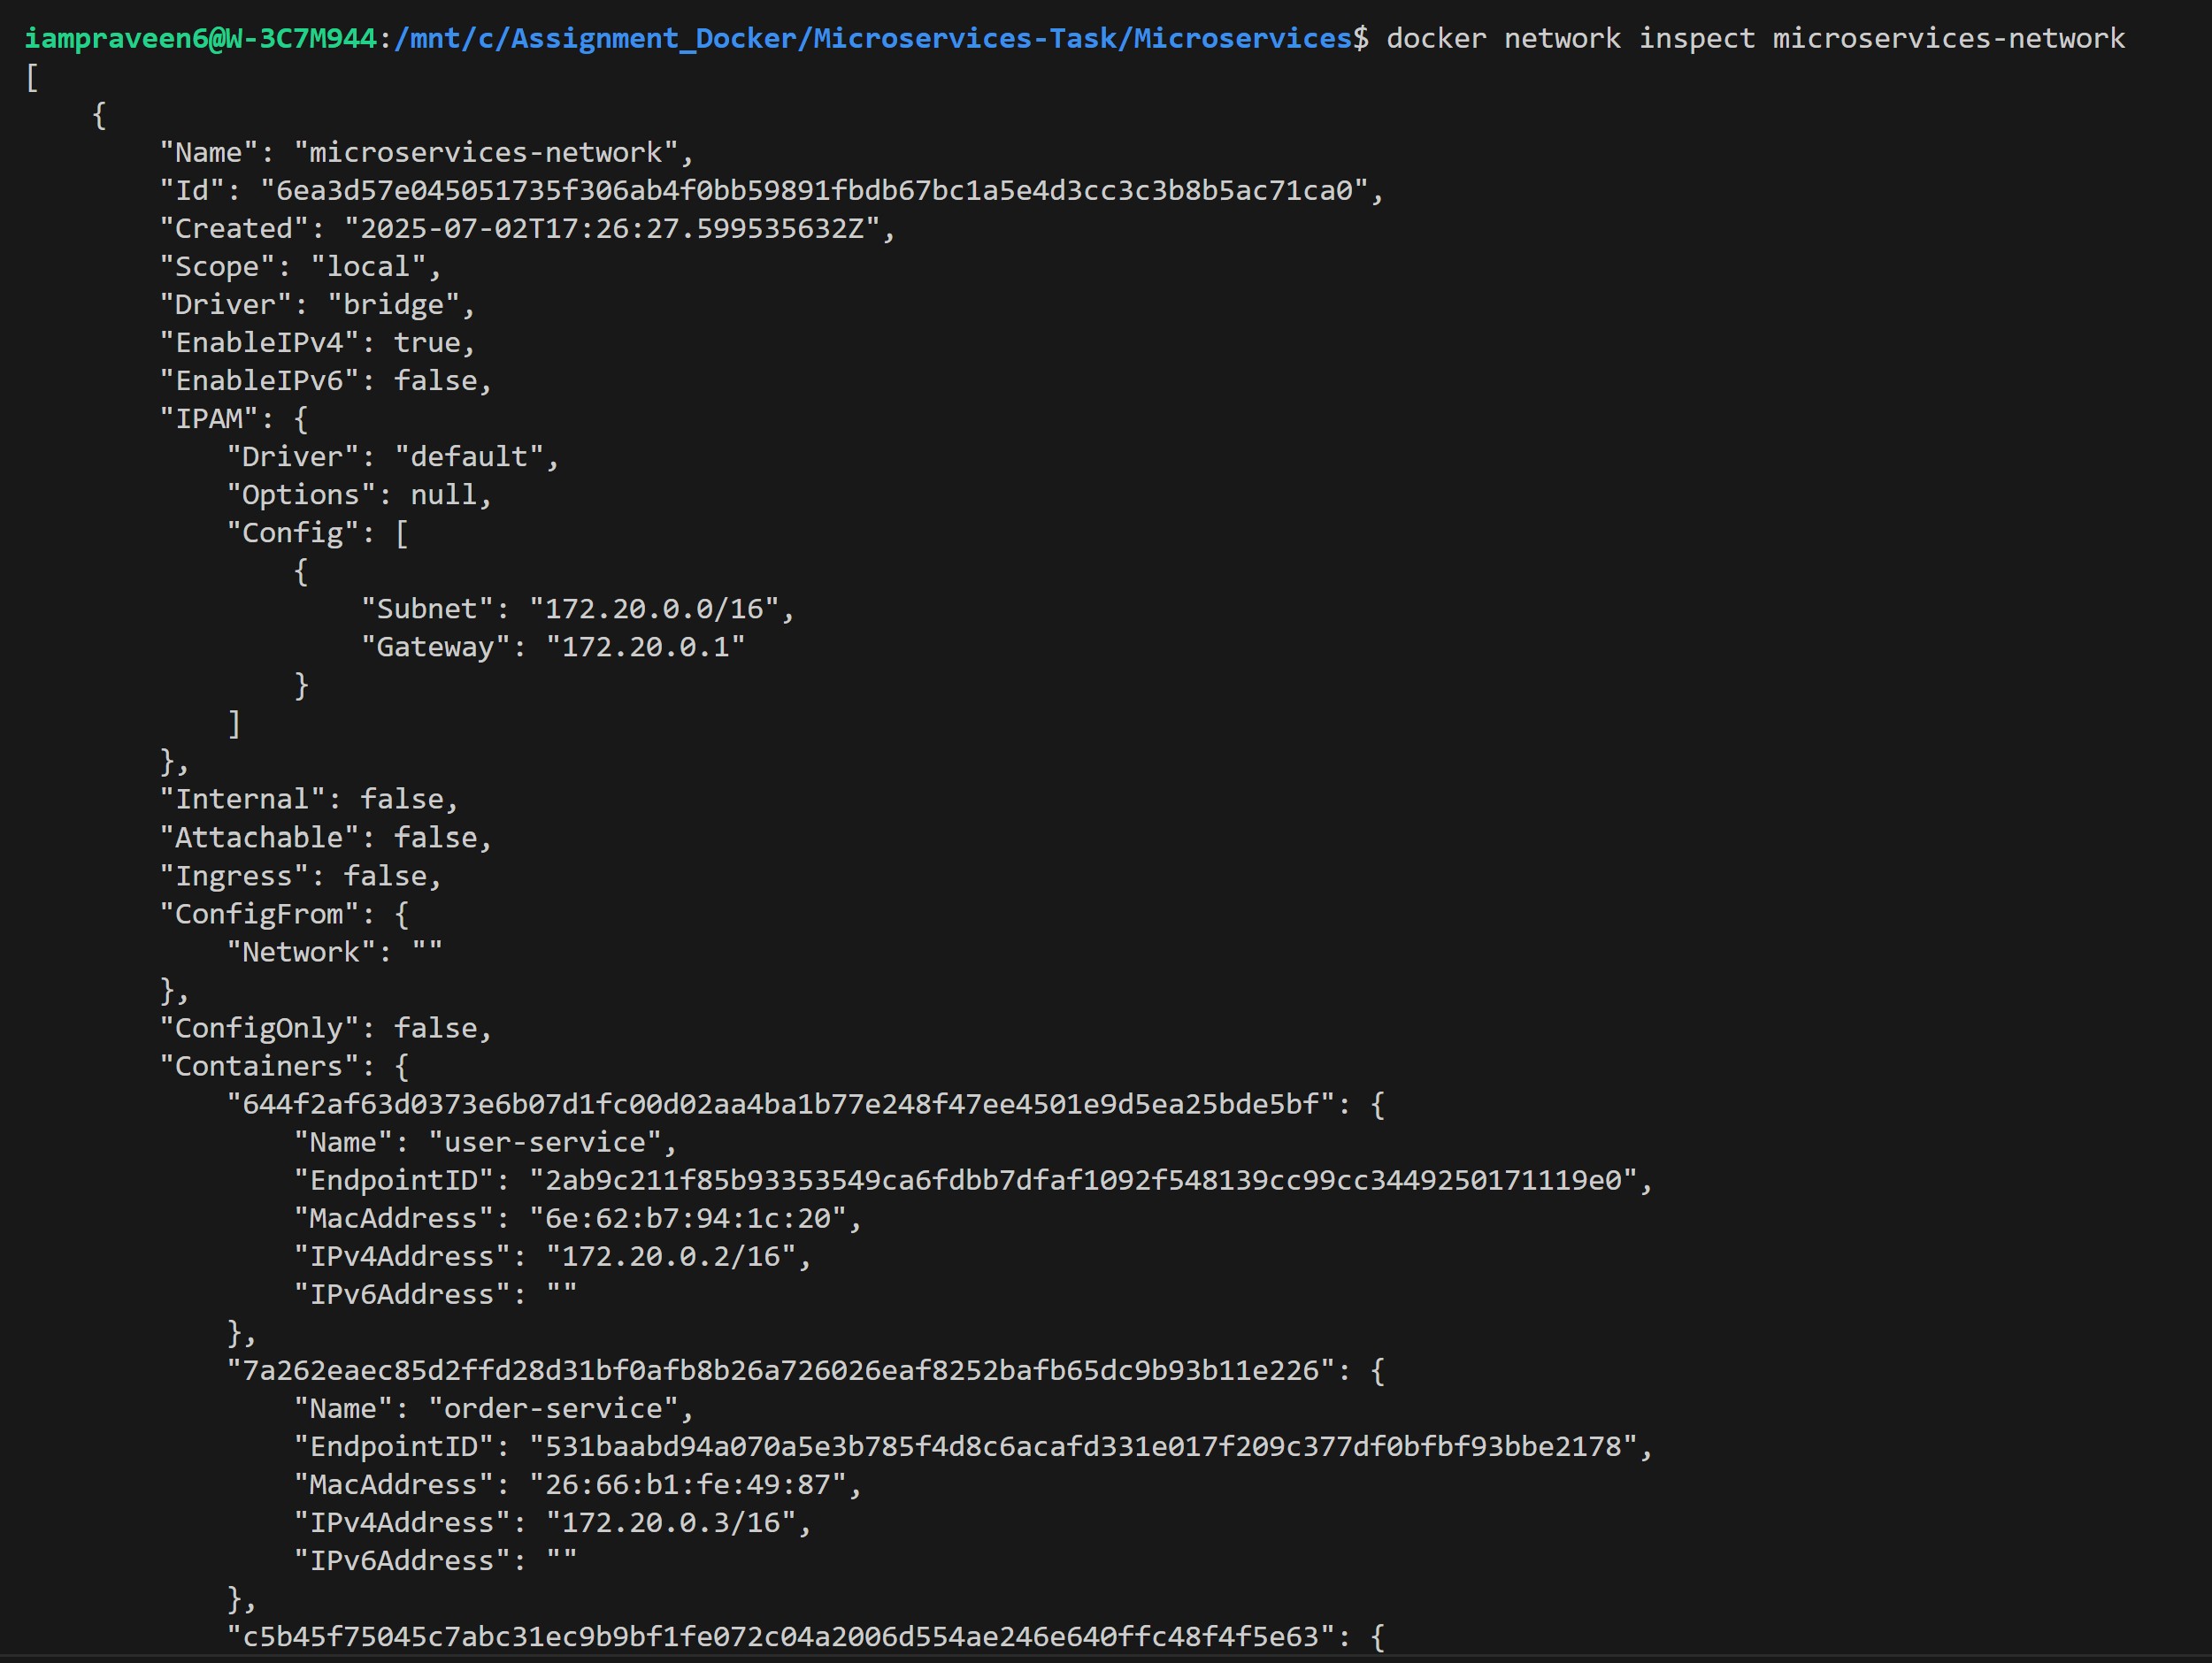 iampraveen6@W-3C7M944:/mnt/c/Assignment_Docker/Microservices-Task/Microservices$ docker network inspect microservices-network
[
    {
        "Name": "microservices-network",
        "Id": "6ea3d57e045051735f306ab4f0bb59891fbdb67bc1a5e4d3cc3c3b8b5ac71ca0",
        "Created": "2025-07-02T17:26:27.599535632Z",
        "Scope": "local",
        "Driver": "bridge",
        "EnableIPv4": true,
        "EnableIPv6": false,
        "IPAM": {
            "Driver": "default",
            "Options": null,
            "Config": [
                {
                    "Subnet": "172.20.0.0/16",
                    "Gateway": "172.20.0.1"
                }
            ]
        },
        "Internal": false,
        "Attachable": false,
        "Ingress": false,
        "ConfigFrom": {
            "Network": ""
        },
        "ConfigOnly": false,
        "Containers": {
            "644f2af63d0373e6b07d1fc00d02aa4ba1b77e248f47ee4501e9d5ea25bde5bf": {
                "Name": "user-service",
                "EndpointID": "2ab9c211f85b93353549ca6fdbb7dfaf1092f548139cc99cc3449250171119e0",
                "MacAddress": "6e:62:b7:94:1c:20",
                "IPv4Address": "172.20.0.2/16",
                "IPv6Address": ""
            },
            "7a262eaec85d2ffd28d31bf0afb8b26a726026eaf8252bafb65dc9b93b11e226": {
                "Name": "order-service",
                "EndpointID": "531baabd94a070a5e3b785f4d8c6acafd331e017f209c377df0bfbf93bbe2178",
                "MacAddress": "26:66:b1:fe:49:87",
                "IPv4Address": "172.20.0.3/16",
                "IPv6Address": ""
            },
            "c5b45f75045c7abc31ec9b9bf1fe072c04a2006d554ae246e640ffc48f4f5e63": {